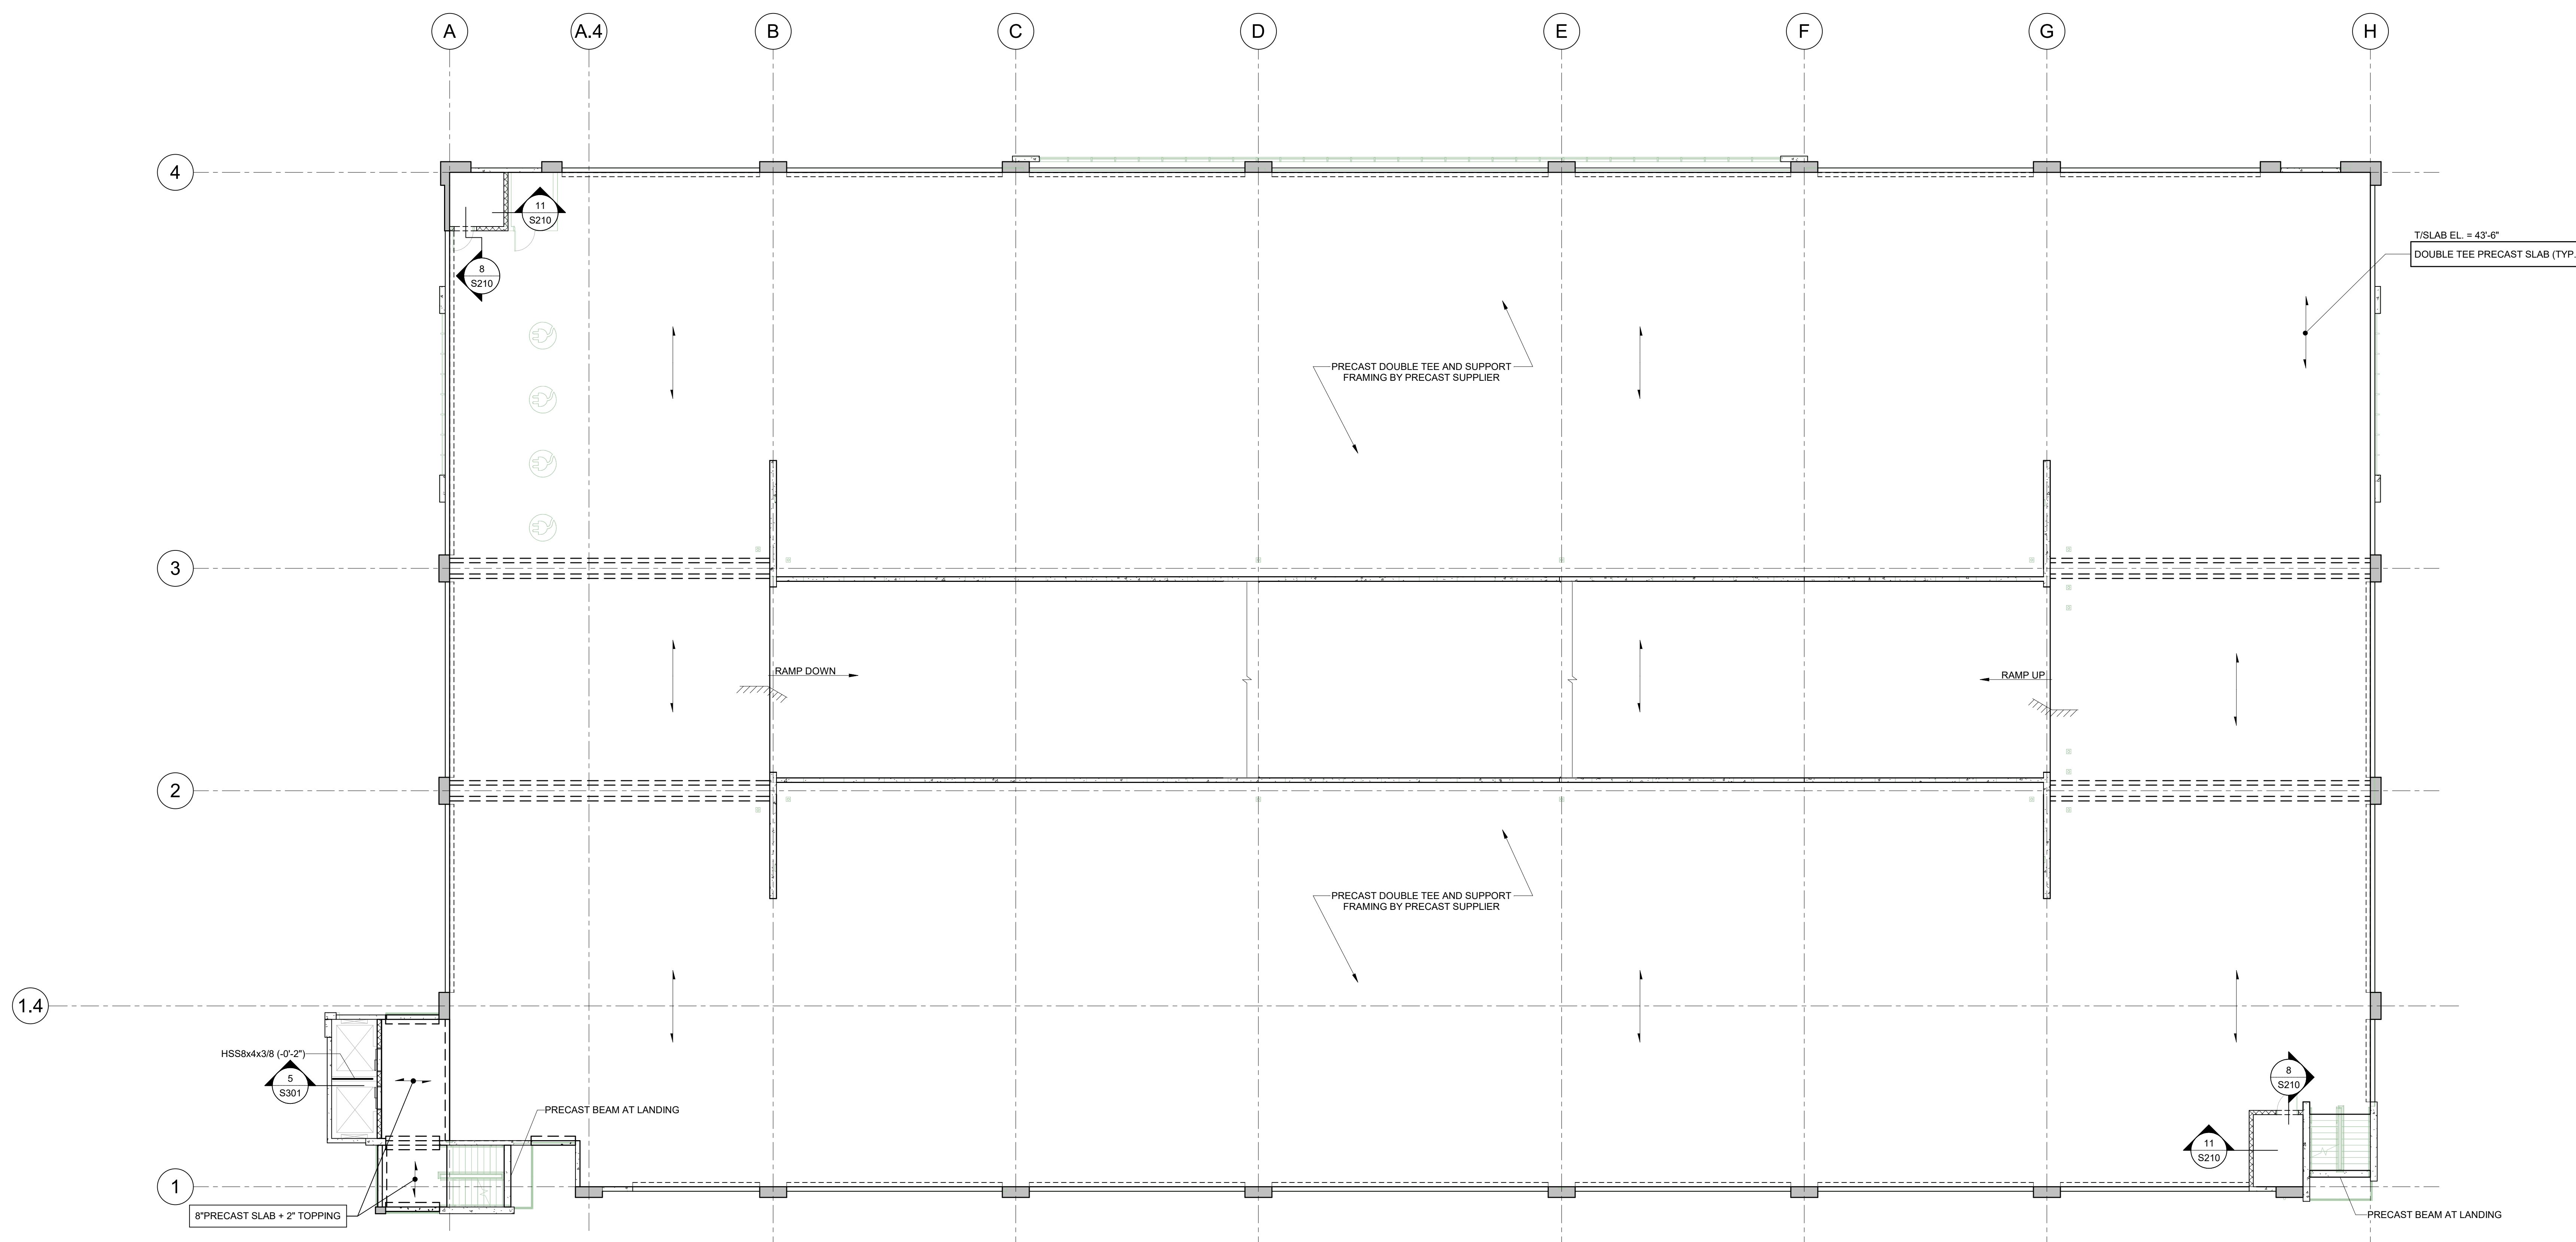 A
A.4
B
C
D
E
F
G
H
4
11
S210
T/SLAB EL. = 43'-6"
DOUBLE TEE PRECAST SLAB (TYP.
8
S210
PRECAST DOUBLE TEE AND SUPPORT
FRAMING BY PRECAST SUPPLIER
3
RAMP DOWN
RAMP UP
2
PRECAST DOUBLE TEE AND SUPPORT
FRAMING BY PRECAST SUPPLIER
1.4
HSS8x4x3/8 (-0'-2")
5
S301
8
S210
PRECAST BEAM AT LANDING
11
S210
1
8"PRECAST SLAB + 2" TOPPING
PRECAST BEAM AT LANDING